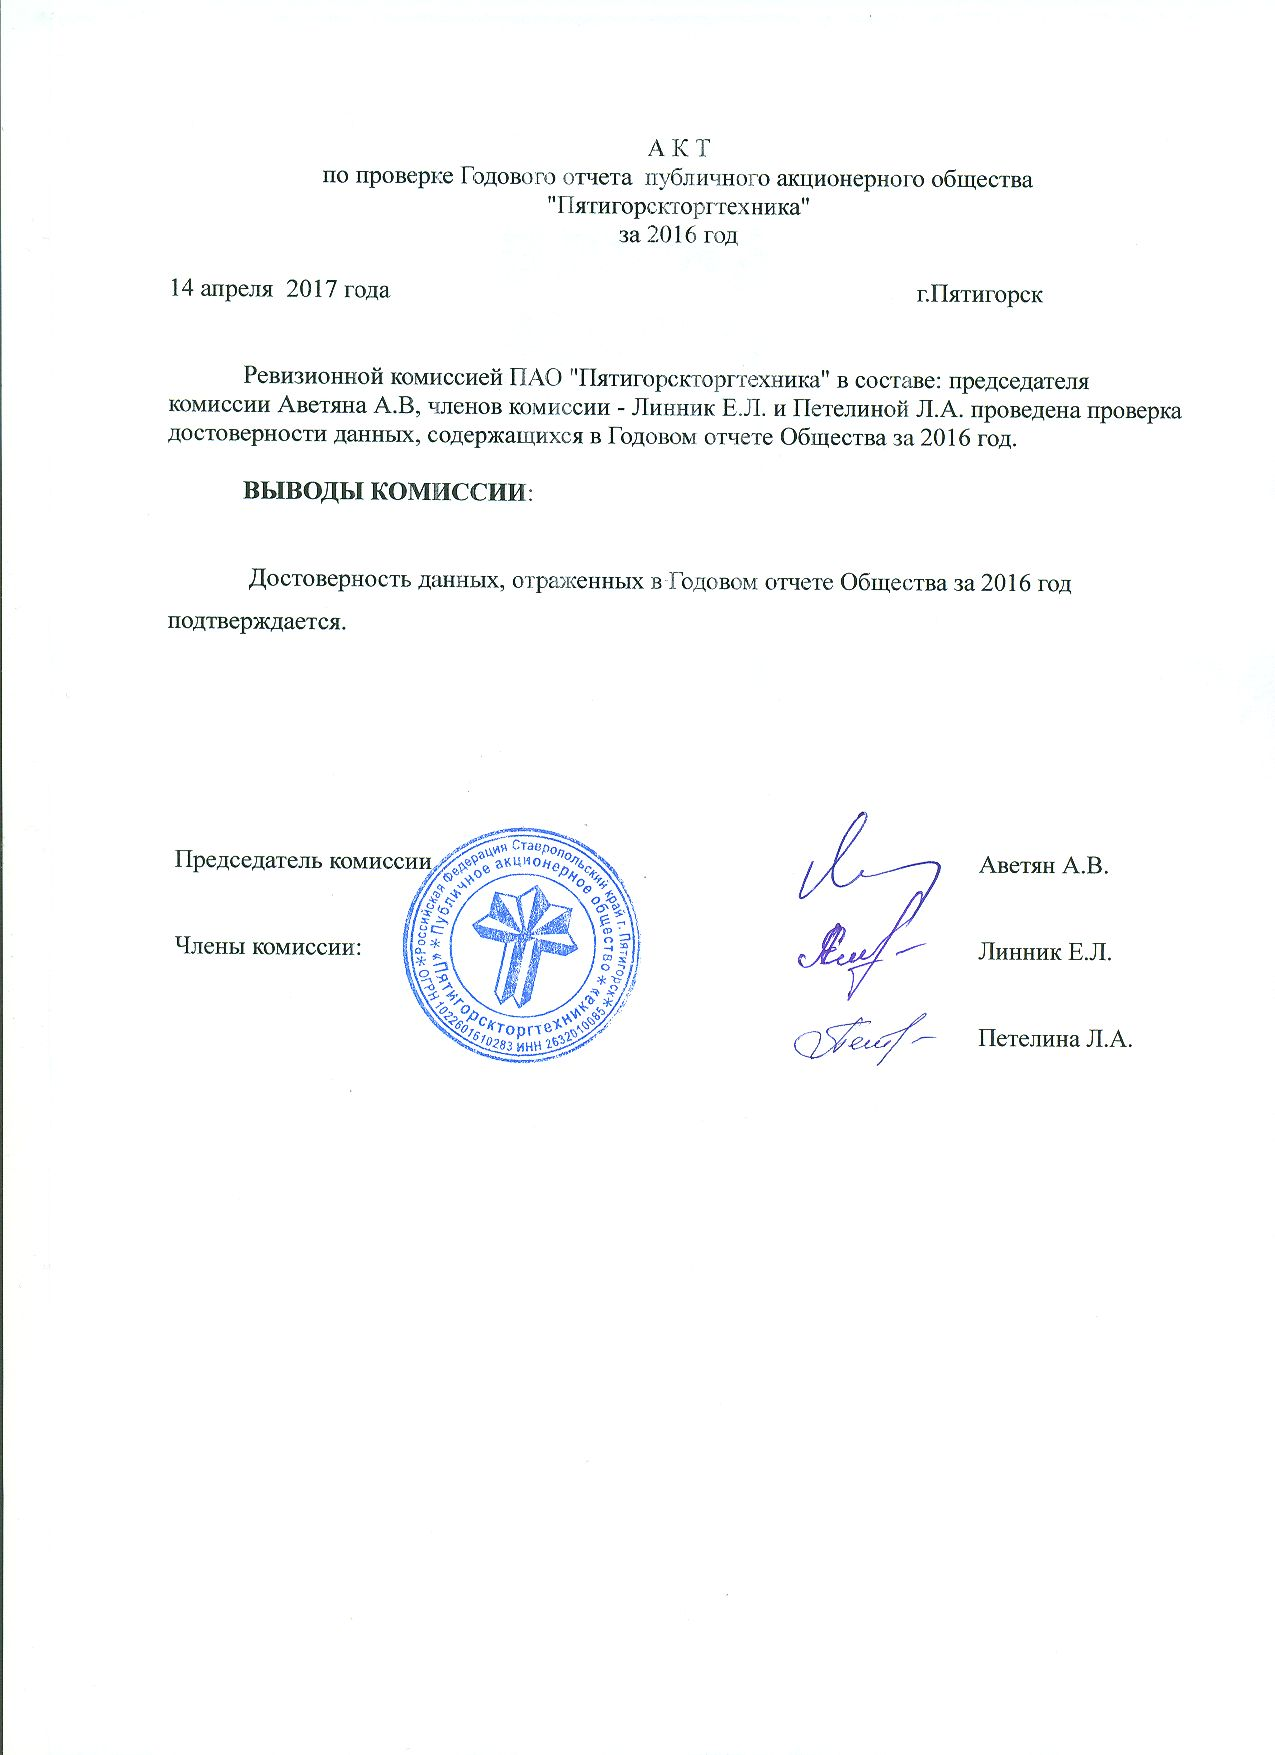 А К Т
по проверке Годового отчета публичного акционерного общества
"Пятигорскторгтехника"
за 2016 год
14 апреля 2017 года
г.Пятигорск
Ревизионной комиссией ПАО "Пятигорскторгтехника" в составе: председателя
комиссии Аветяна А.В, членов комиссии - Линник Е.Л. и Петелиной Л.А. проведена проверка
достоверности данных, содержащихся в Годовом отчете Общества за 2016 год.
ВЫВОДЫ КОМИССИИ:
Достоверность данных, отраженных в Годовом отчете Общества за 2016 год
подтверждается.
Председатель комиссии
Аветян А.В.
Члены комиссии:
Линник Е.Л.
Петелина Л.А.
Российская Федерация Ставропольский край г. Пятигорск
ОГРН 1022601610283 ИНН 2632010085
Публичное акционерное общество
«Пятигорскторгтехника»